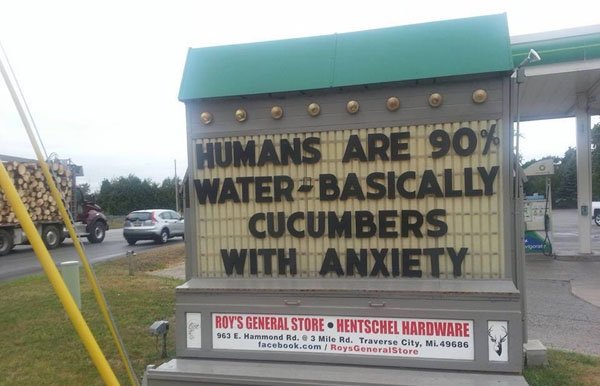 HUMANS ARE 90%
WATER-BASICALLY
CUCUMBERS
WITH ANXIETY
ROY'S GENERAL STORE • HENTSCHEL HARDWARE
963 E. Hammond Rd. @ 3 Mile Rd. Traverse City, Mi. 49686
facebook.com / RoysGeneralStore